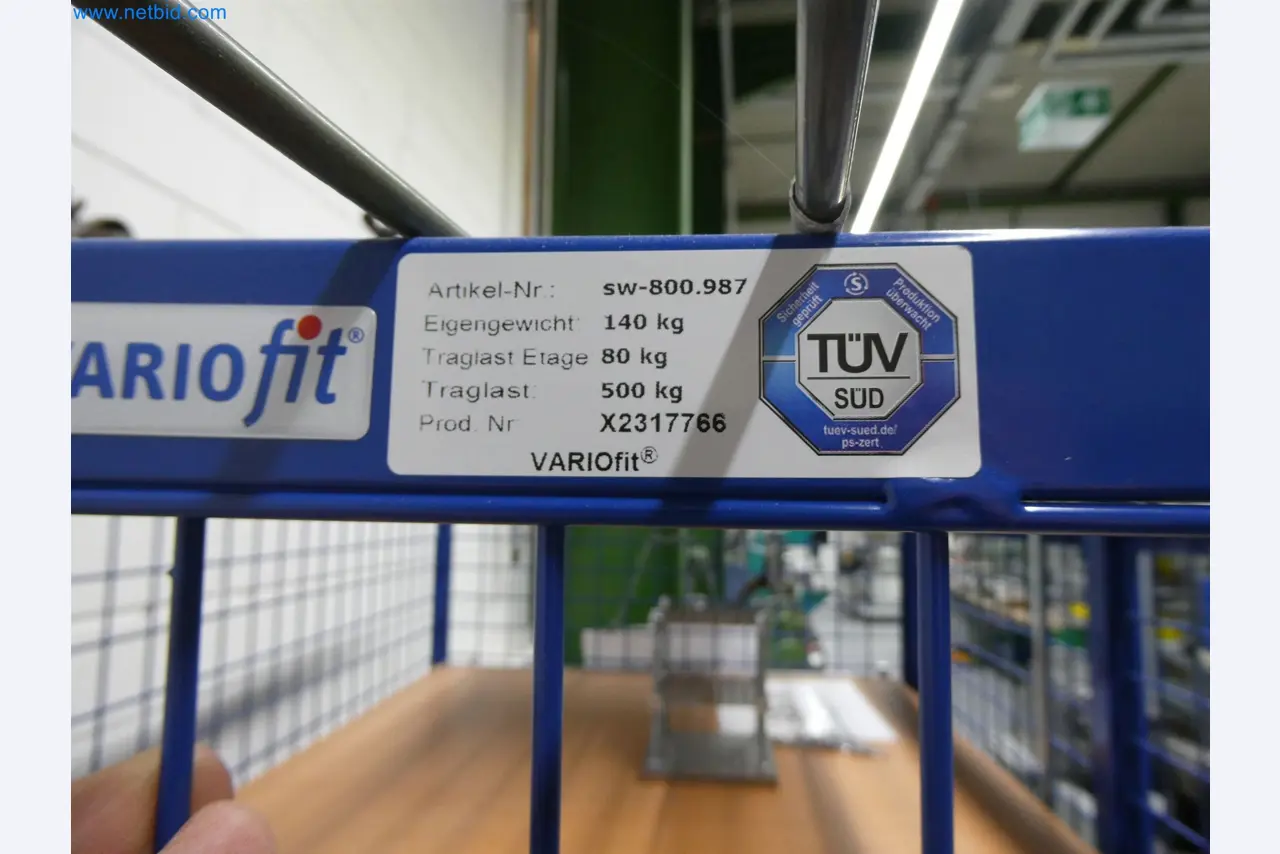 www.netbid.com
VARIOfit®
Artikel-Nr.: sw-800.987
Eigengewicht: 140 kg
Traglast Etage 80 kg
Traglast: 500 kg
Prod. Nr X2317766
VARIOfit®
Sicherheit
geprüft
Produktion
überwacht
TÜV
SÜD
tuev-sued.de/
ps-zert